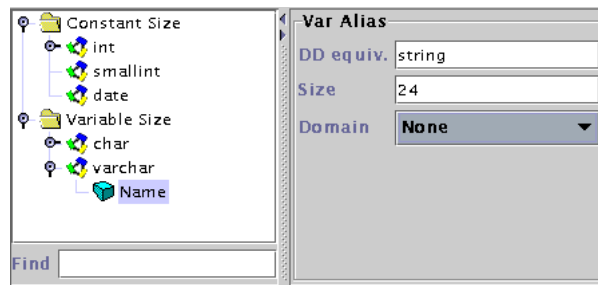 Constant Size
int
smallint
date
Variable Size
char
varchar
Name
Find
Var Alias
DD equiv. string
Size 24
Domain None